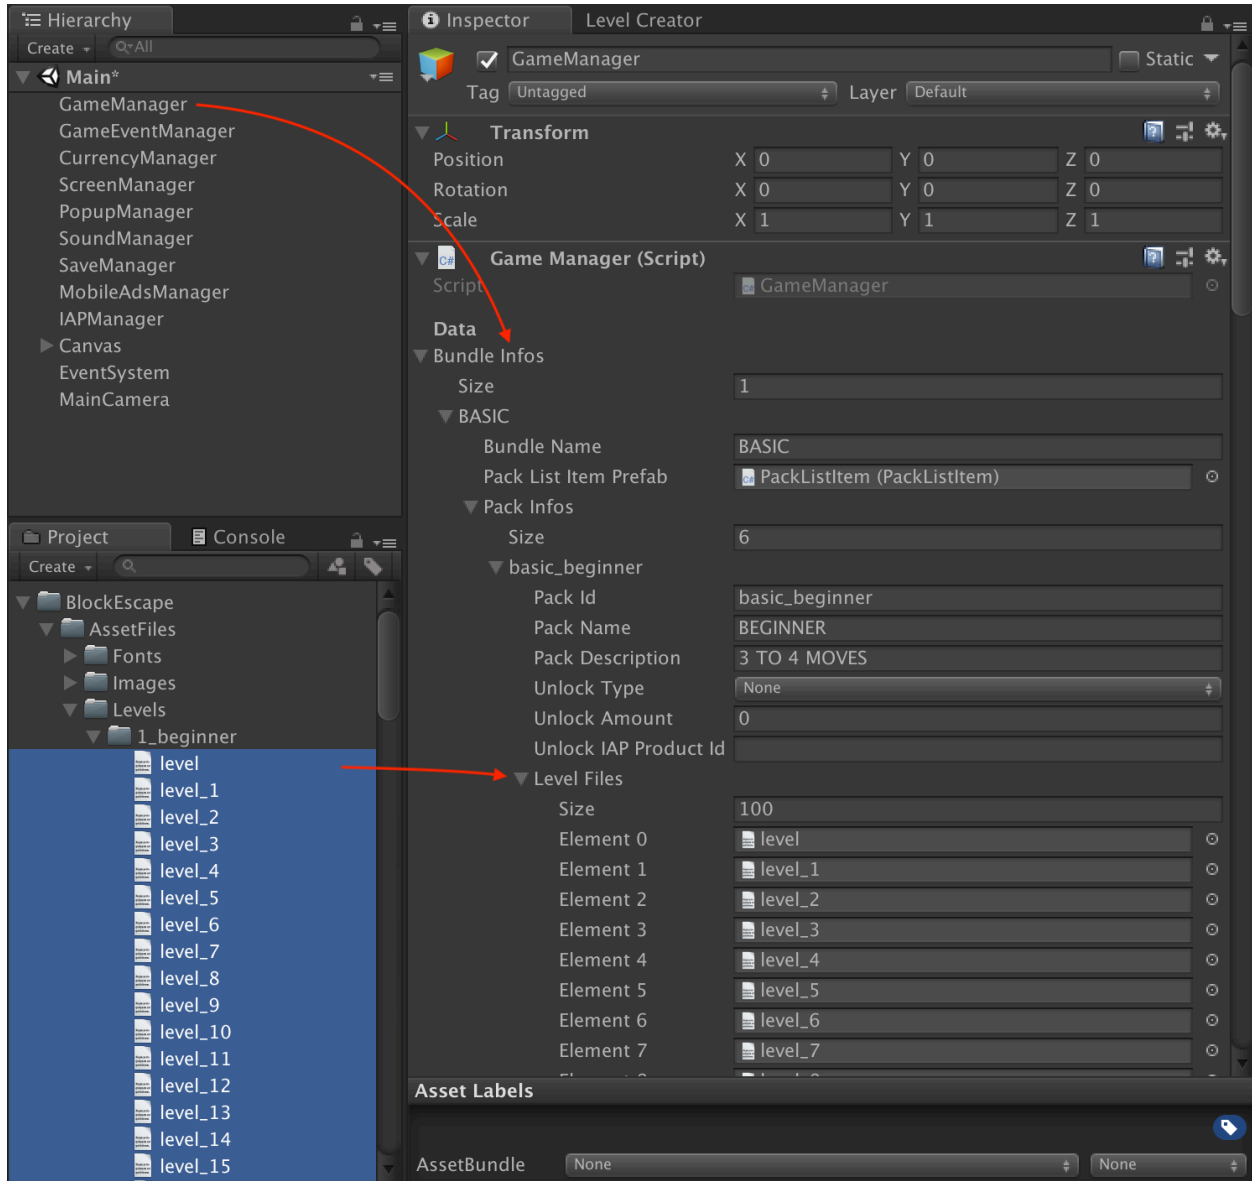 Hierarchy
Create
All
Main*
GameManager
GameEventManager
CurrencyManager
ScreenManager
PopupManager
SoundManager
SaveManager
MobileAdsManager
IAPManager
Canvas
EventSystem
MainCamera
Project Console
Create
BlockEscape
AssetFiles
Fonts
Images
Levels
1_beginner
level
level_1
level_2
level_3
level_4
level_5
level_6
level_7
level_8
level_9
level_10
level_11
level_12
level_13
level_14
level_15
Inspector Level Creator
GameManager Static
Tag Untagged Layer Default
Transform
Position X 0 Y 0 Z 0
Rotation X 0 Y 0 Z 0
Scale X 1 Y 1 Z 1
C# Game Manager (Script)
Script GameManager
Data
Bundle Infos
Size 1
BASIC
Bundle Name BASIC
Pack List Item Prefab PackListItem (PackListItem)
Pack Infos
Size 6
basic_beginner
Pack Id basic_beginner
Pack Name BEGINNER
Pack Description 3 TO 4 MOVES
Unlock Type None
Unlock Amount 0
Unlock IAP Product Id
Level Files
Size 100
Element 0 level
Element 1 level_1
Element 2 level_2
Element 3 level_3
Element 4 level_4
Element 5 level_5
Element 6 level_6
Element 7 level_7
Asset Labels
AssetBundle None None